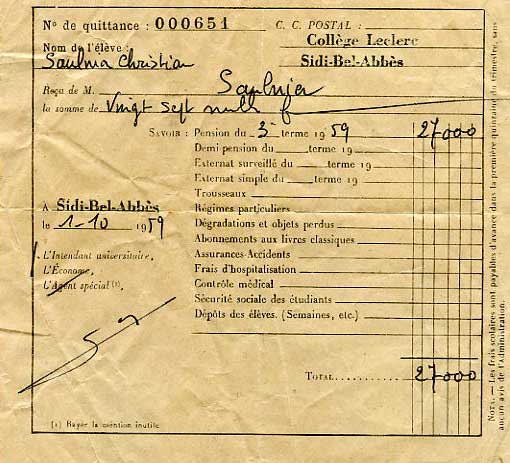 N° de quittance : 000651
C. C. POSTAL :
Nom de l'élève :
Collège Leclerc
Saulnia Christian
Sidi-Bel-Abbès
Reçu de M. Saulnier
la somme de Vingt sept mille f
SAVOIR : Pension du 3e terme 1959 27000
Demi pension du terme 19
Externat surveillé du terme 19
Externat simple du terme 19
Trousseaux
A Sidi-Bel-Abbès
Régimes particuliers
le 1-10 1959
Dégradations et objets perdus
Abonnements aux livres classiques
L'Intendant universitaire,
Assurances-Accidents
L'Économe,
Frais d'hospitalisation
L'Agent spécial (1),
Contrôle médical
Sécurité sociale des étudiants
Dépôts des élèves. (Semaines, etc.)
TOTAL 27000
(1) Rayer la mention inutile
NOTA. — Les frais scolaires sont payables d'avance dans la première quinzaine du trimestre, sans
aucun avis de l'Administration.